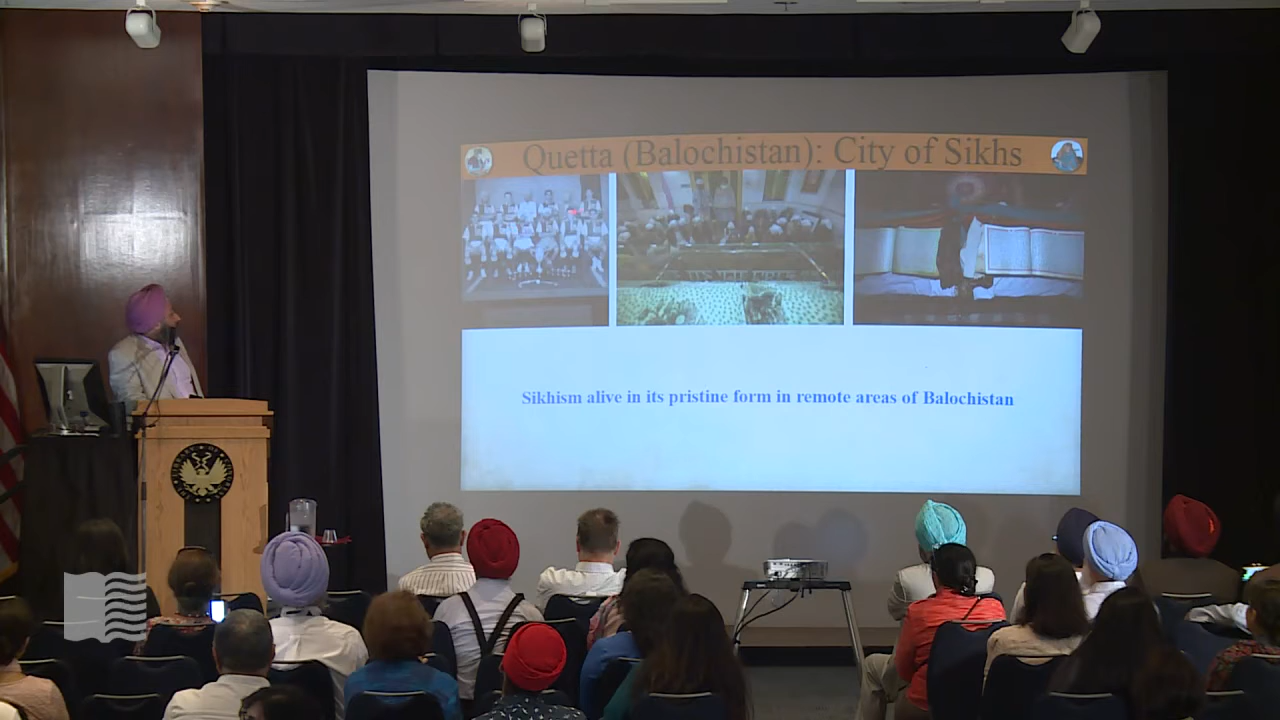 Quetta (Balochistan): City of Sikhs
Sikhism alive in its pristine form in remote areas of Balochistan